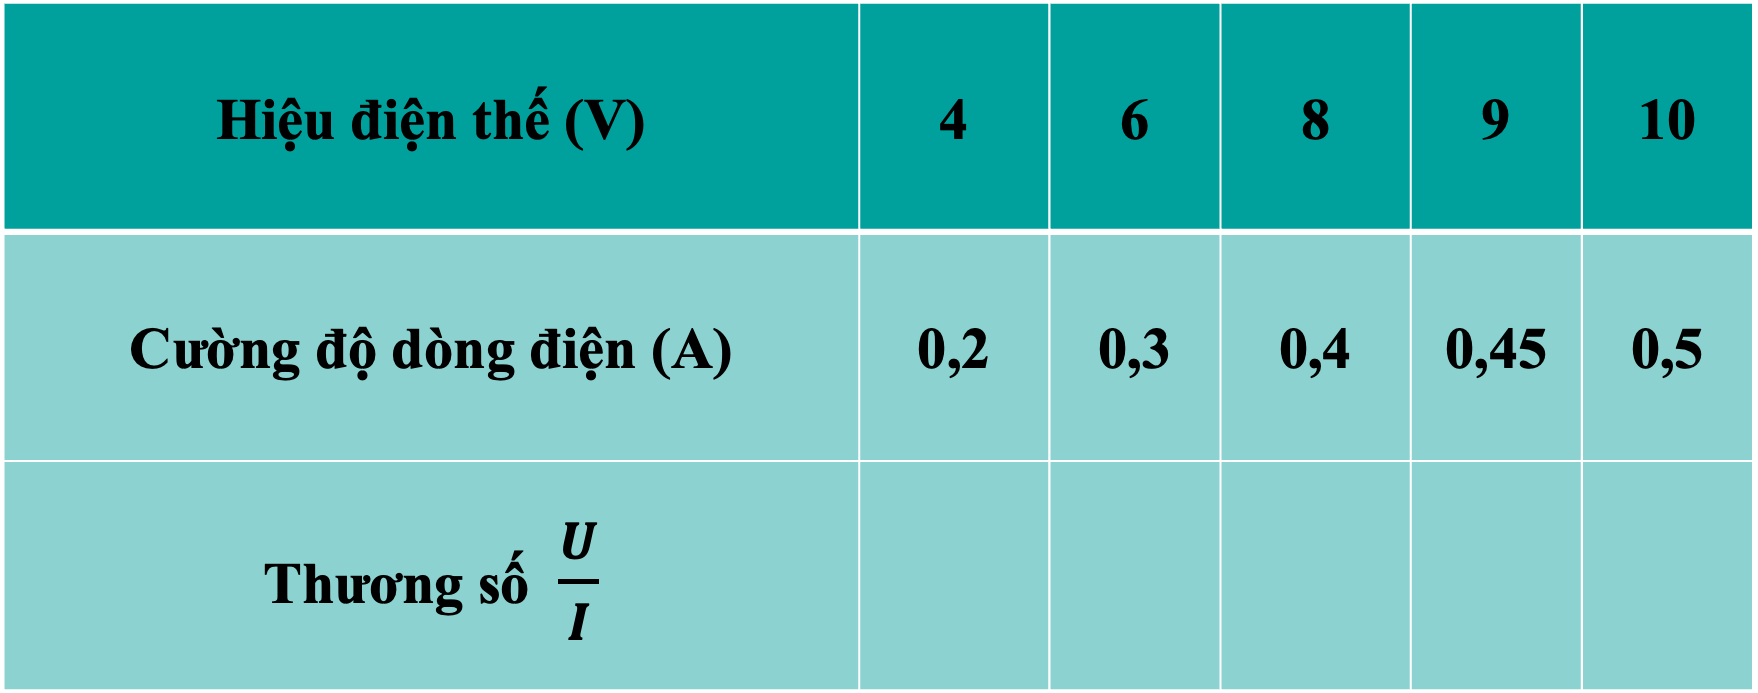 Hiệu điện thế (V) 4 6 8 9 10
Cường độ dòng điện (A) 0,2 0,3 0,4 0,45 0,5
Thương số U/I